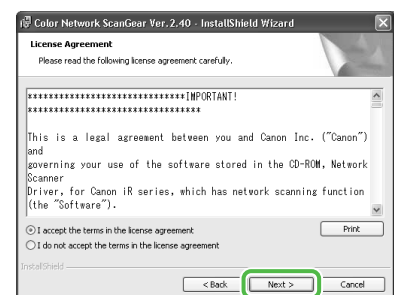 Color Network ScanGear Ver.2.40 - InstallShield Wizard
License Agreement
Please read the following license agreement carefully.
******************************IMPORTANT!
*********************************
This is a legal agreement between you and Canon Inc. ("Canon")
and
governing your use of the software stored in the CD-ROM, Network
Scanner
Driver, for Canon iR series, which has network scanning function
(the "Software").
I accept the terms in the license agreement
Print
I do not accept the terms in the license agreement
InstallShield
< Back
Next >
Cancel